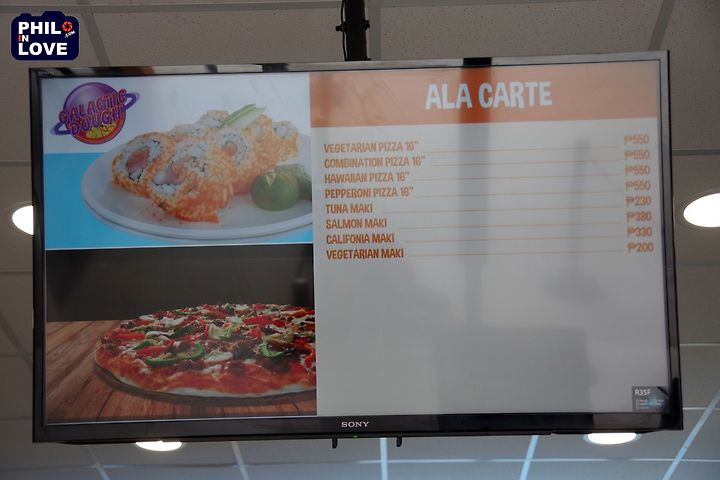 PHIL
IN
LOVE
.COM
GALACTIC
DOUGH
ALA CARTE
VEGETARIAN PIZZA 16" ₱550
COMBINATION PIZZA 16" ₱550
HAWAIIAN PIZZA 16" ₱550
PEPPERONI PIZZA 16" ₱550
TUNA MAKI ₱230
SALMON MAKI ₱380
CALIFONIA MAKI ₱330
VEGETARIAN MAKI ₱200
R35F
SONY